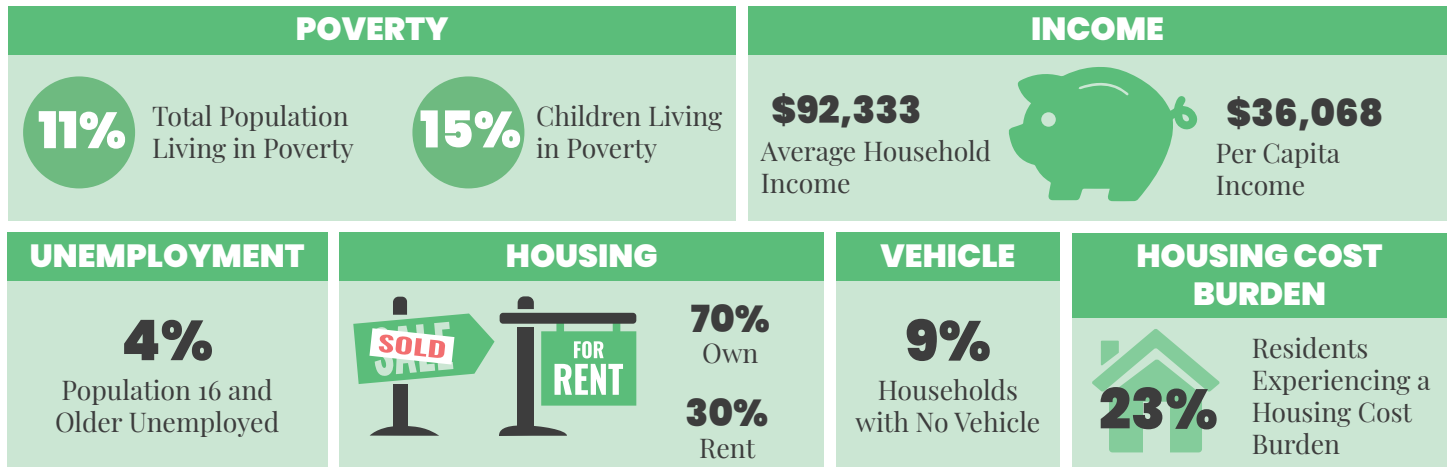 POVERTY
11%
Total Population
Living in Poverty
15%
Children Living
in Poverty
INCOME
$92,333
Average Household
Income
$36,068
Per Capita
Income
UNEMPLOYMENT
4%
Population 16 and
Older Unemployed
HOUSING
SALE
SOLD
FOR
RENT
70%
Own
30%
Rent
VEHICLE
9%
Households
with No Vehicle
HOUSING COST
BURDEN
23%
Residents
Experiencing a
Housing Cost
Burden